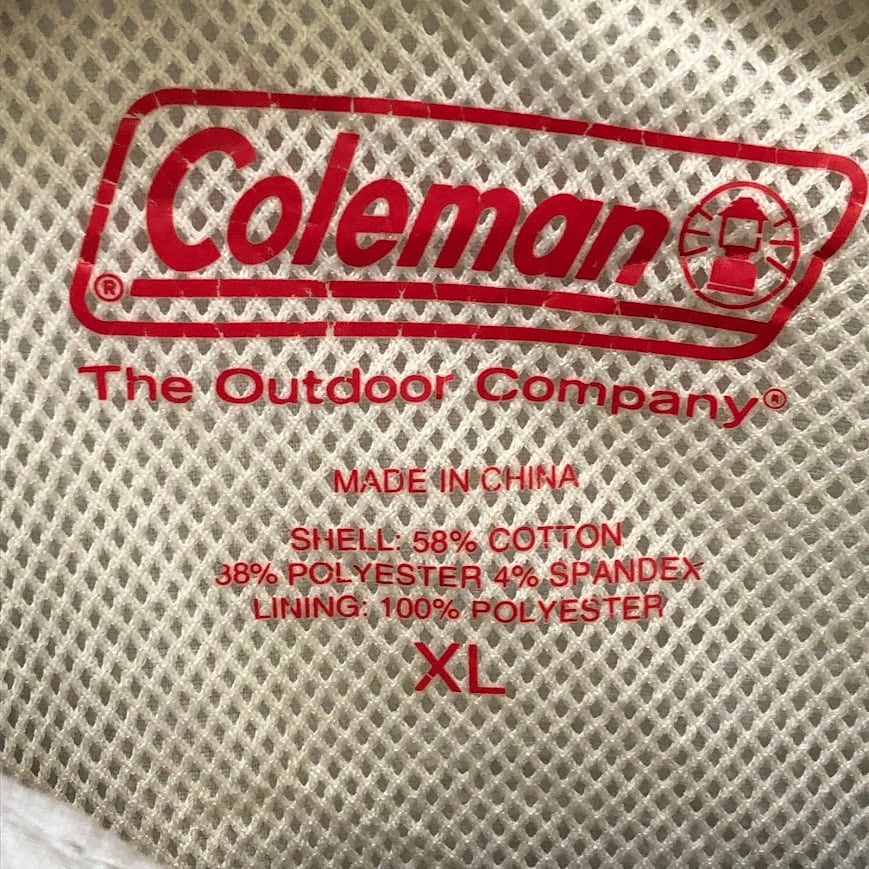 Coleman
®
The Outdoor Company®
MADE IN CHINA
SHELL: 58% COTTON
38% POLYESTER 4% SPANDEX
LINING: 100% POLYESTER
XL